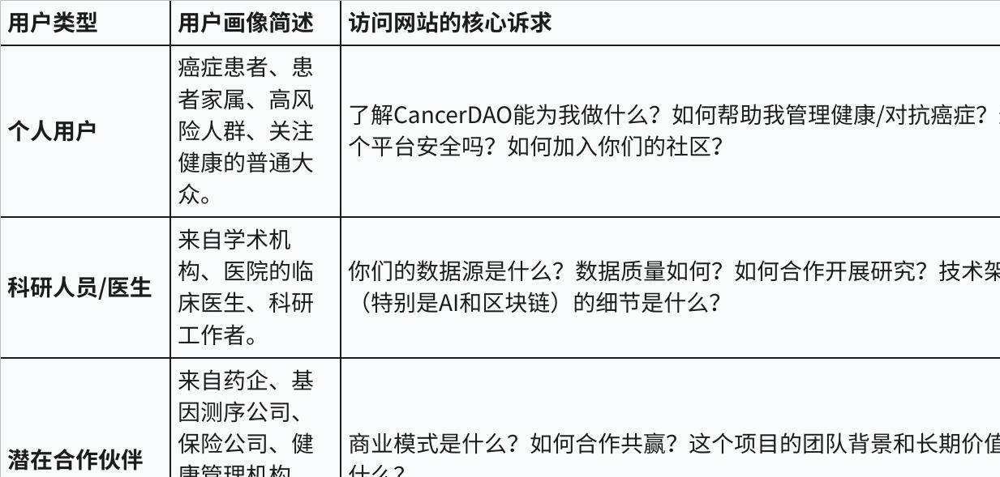 用户类型
用户画像简述
访问网站的核心诉求
个人用户
癌症患者、患
者家属、高风
险人群、关注
健康的普通大
众。
了解CancerDAO能为我做什么？如何帮助我管理健康/对抗癌症？
个平台安全吗？如何加入你们的社区？
科研人员/医生
来自学术机
构、医院的临
床医生、科研
工作者。
你们的数据源是什么？数据质量如何？如何合作开展研究？技术架
（特别是AI和区块链）的细节是什么？
潜在合作伙伴
来自药企、基
因测序公司、
保险公司、健
康管理机构
商业模式是什么？如何合作共赢？这个项目的团队背景和长期价值
什么？